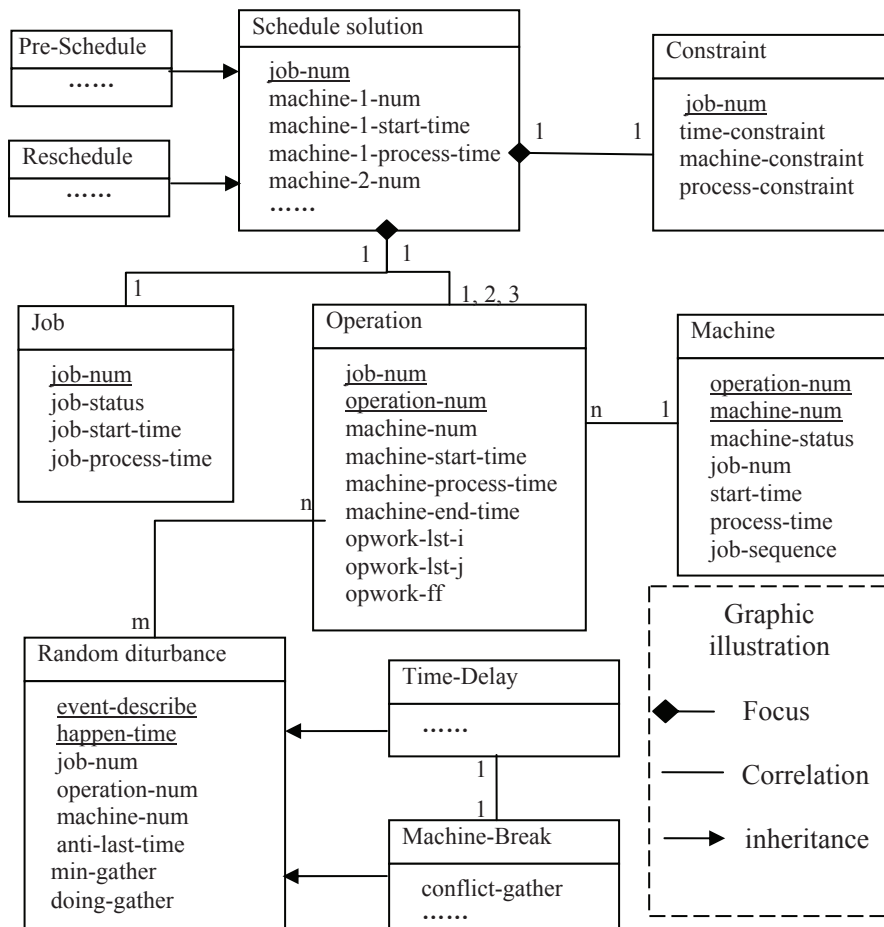 Pre-Schedule
……
Reschedule
……
Schedule solution
job-num
machine-1-num
machine-1-start-time
machine-1-process-time
machine-2-num
……
Constraint
job-num
time-constraint
machine-constraint
process-constraint
1
1
1
1
1
1, 2, 3
Job
job-num
job-status
job-start-time
job-process-time
Operation
job-num
operation-num
machine-num
machine-start-time
machine-process-time
machine-end-time
opwork-lst-i
opwork-lst-j
opwork-ff
n
1
Machine
operation-num
machine-num
machine-status
job-num
start-time
process-time
job-sequence
n
m
Random diturbance
event-describe
happen-time
job-num
operation-num
machine-num
anti-last-time
min-gather
doing-gather
Time-Delay
……
1
1
Machine-Break
conflict-gather
……
Graphic
illustration
Focus
Correlation
inheritance